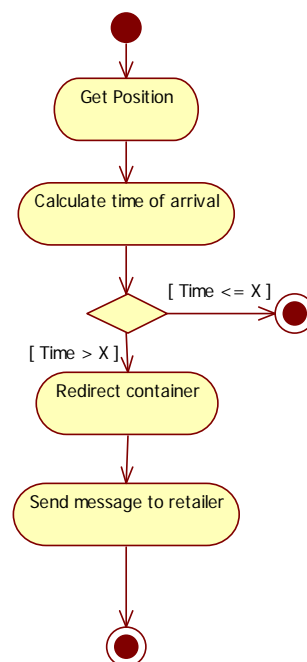 Get Position
Calculate time of arrival
[ Time <= X ]
[ Time > X ]
Redirect container
Send message to retailer